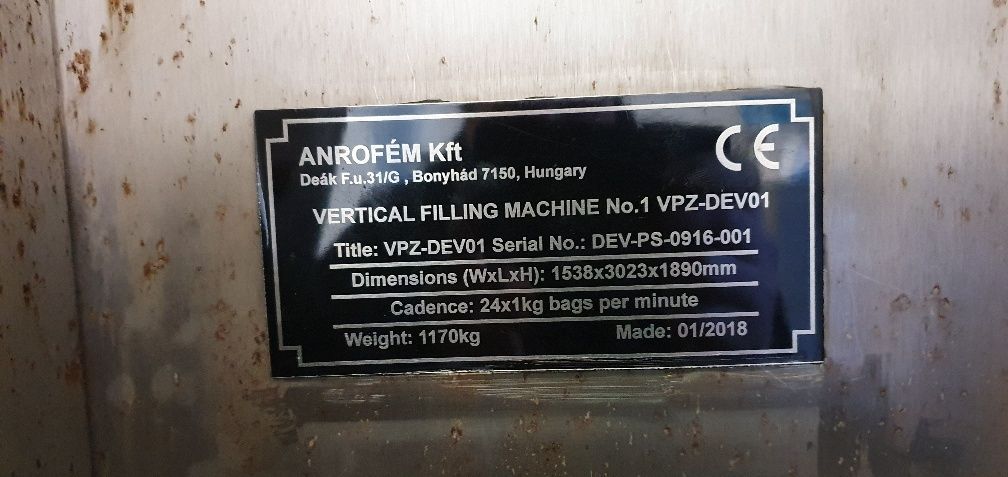 ANROFÉM Kft
CE
Deák F.u.31/G , Bonyhád 7150, Hungary
VERTICAL FILLING MACHINE No.1 VPZ-DEV01
Title: VPZ-DEV01 Serial No.: DEV-PS-0916-001
Dimensions (WxLxH): 1538x3023x1890mm
Cadence: 24x1kg bags per minute
Weight: 1170kg Made: 01/2018